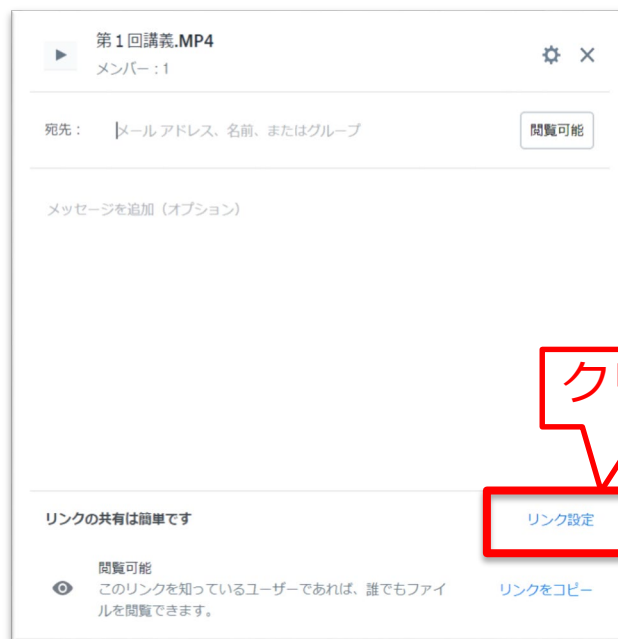 第1回講義.MP4
メンバー：1
宛先：
メール アドレス、名前、またはグループ
閲覧可能
メッセージを追加（オプション）
ク
リンクの共有は簡単です
リンク設定
閲覧可能
このリンクを知っているユーザーであれば、誰でもファイ
ルを閲覧できます。
リンクをコピー